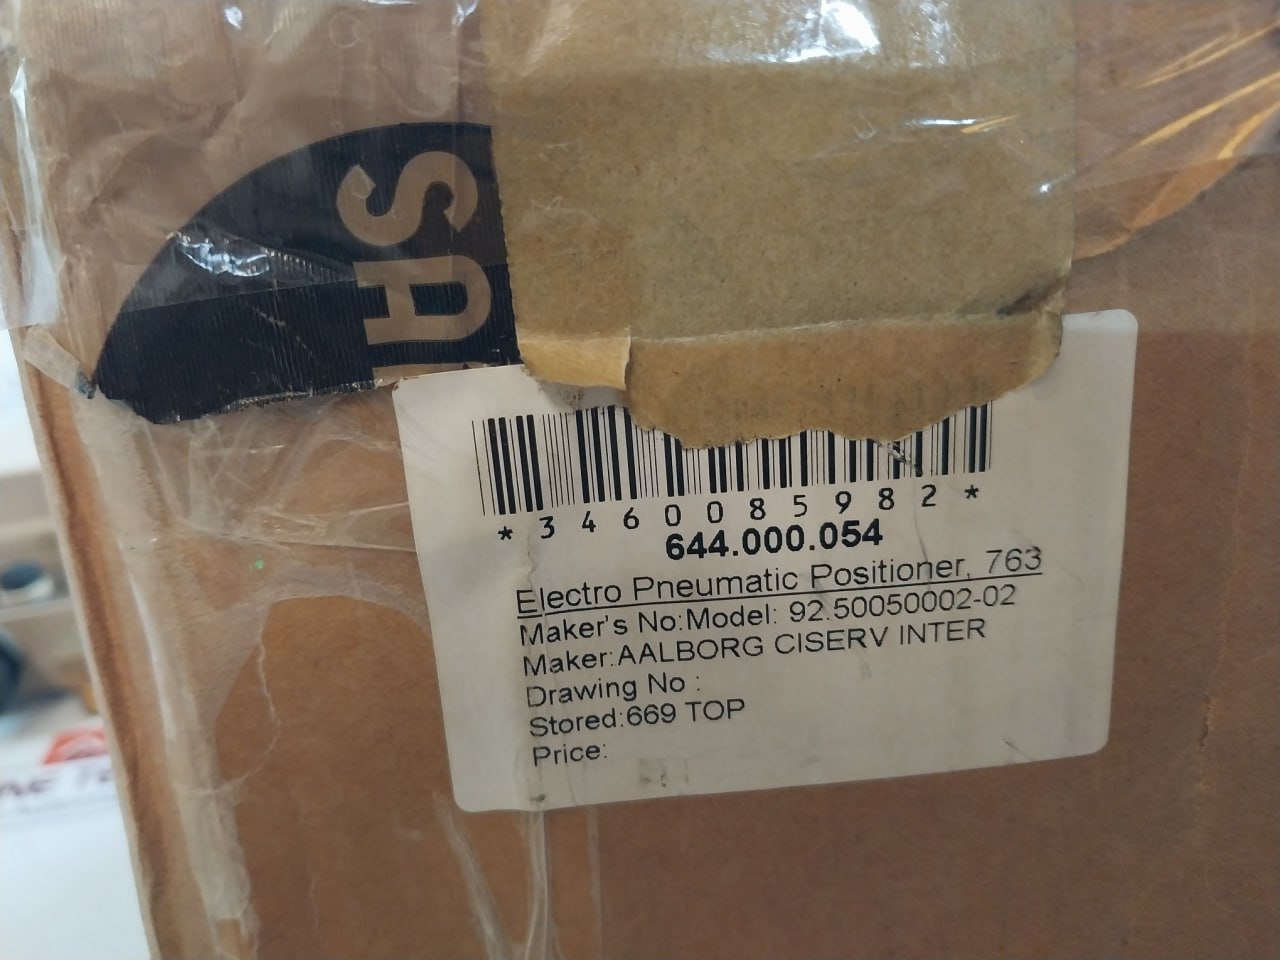 SA
*3460085982*
644.000.054
Electro Pneumatic Positioner, 763
Maker's No:Model: 92.50050002-02
Maker:AALBORG CISERV INTER
Drawing No :
Stored:669 TOP
Price: